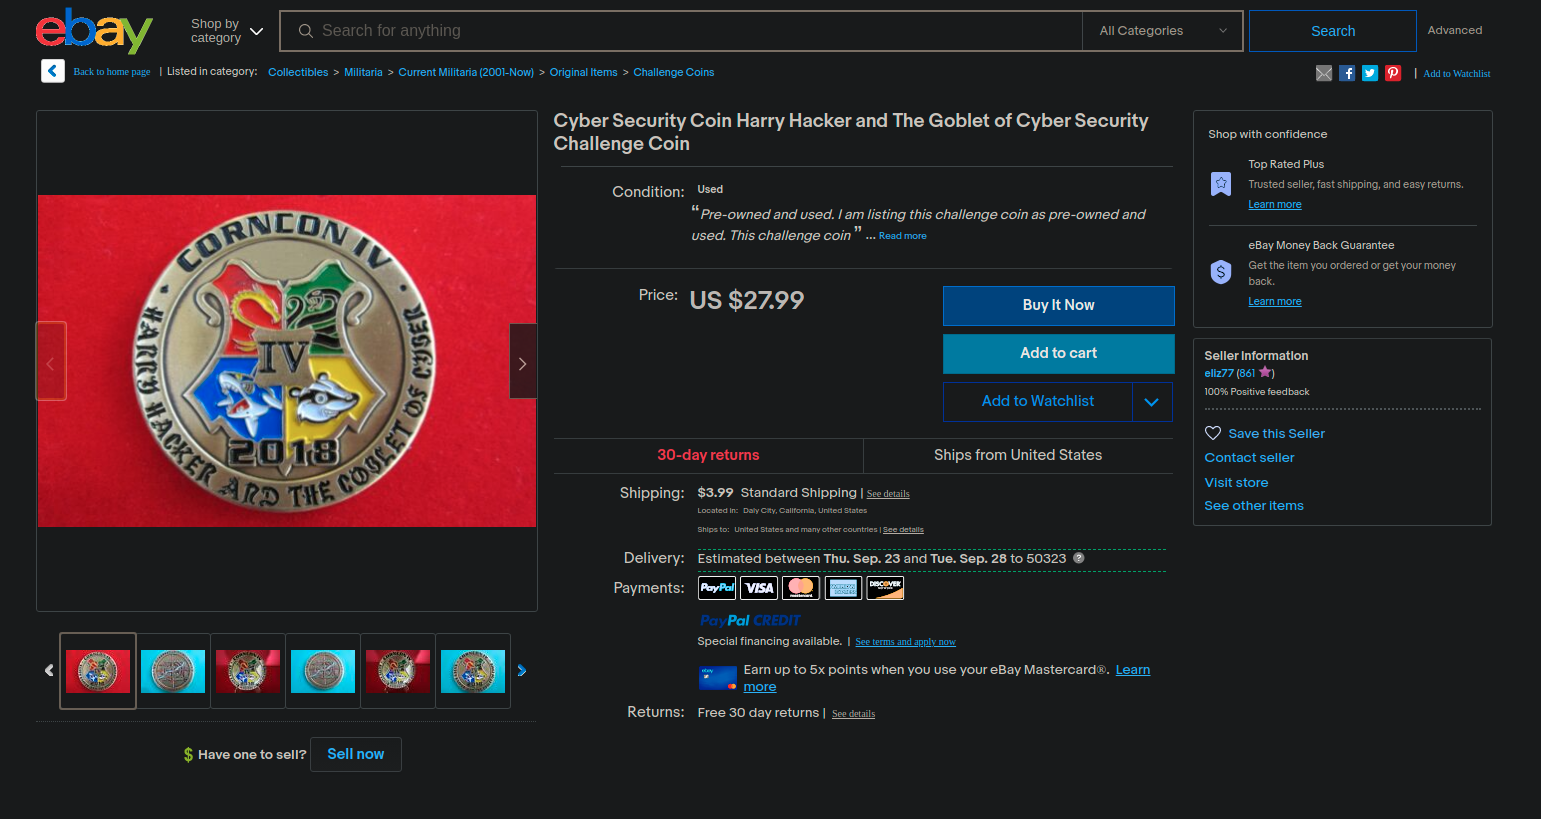 ebay
Shop by
category
Search for anything
All Categories
Search
Advanced
Back to home page | Listed in category: Collectibles > Militaria > Current Militaria (2001-Now) > Original Items > Challenge Coins
| Add to Watchlist
CORNCON IV
HARRY HACKER AND THE GOBLET OF CYBER
IV
2018
Have one to sell? Sell now
Cyber Security Coin Harry Hacker and The Goblet of Cyber Security
Challenge Coin
Condition: Used
“Pre-owned and used. I am listing this challenge coin as pre-owned and
used. This challenge coin ” ... Read more
Price: US $27.99
Buy It Now
Add to cart
Add to Watchlist
30-day returns
Ships from United States
Shipping: $3.99 Standard Shipping | See details
Located in: Daly City, California, United States
Ships to: United States and many other countries | See details
Delivery: Estimated between Thu. Sep. 23 and Tue. Sep. 28 to 50323 ?
Payments: PayPal VISA mastercard AMERICAN EXPRESS DISCOVER
PayPal CREDIT
Special financing available. | See terms and apply now
ebay
Earn up to 5x points when you use your eBay Mastercard®. Learn
more
Returns: Free 30 day returns | See details
Shop with confidence
Top Rated Plus
Trusted seller, fast shipping, and easy returns.
Learn more
eBay Money Back Guarantee
Get the item you ordered or get your money
back.
Learn more
Seller Information
eliz77 (861)
100% Positive feedback
Save this Seller
Contact seller
Visit store
See other items